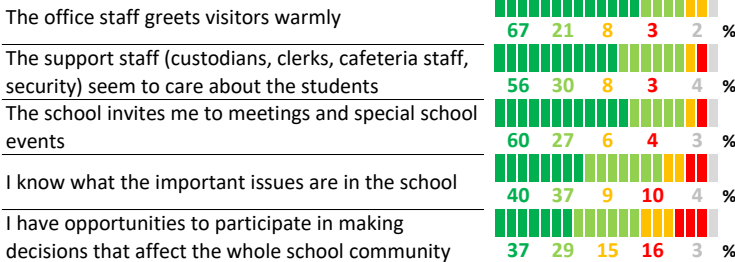 The office staff greets visitors warmly
67 21 8 3 2 %
The support staff (custodians, clerks, cafeteria staff,
security) seem to care about the students
56 30 8 3 4 %
The school invites me to meetings and special school
events
60 27 6 4 3 %
I know what the important issues are in the school
40 37 9 10 4 %
I have opportunities to participate in making
decisions that affect the whole school community
37 29 15 16 3 %